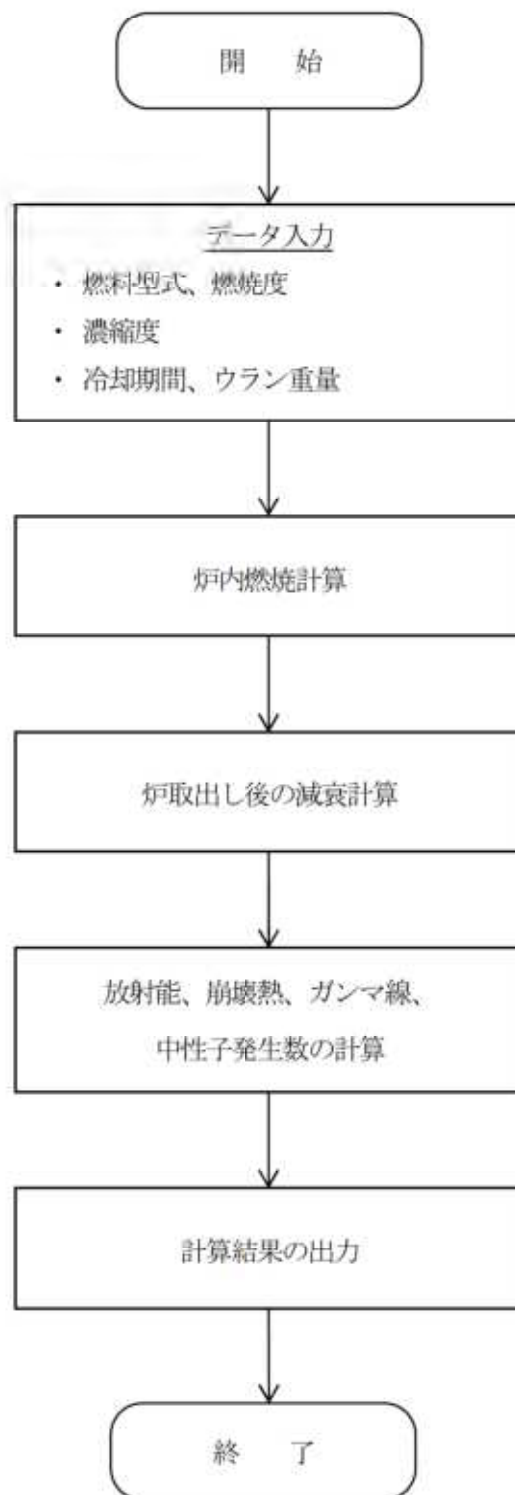 開　始
データ入力
・ 燃料型式、燃焼度
・ 濃縮度
・ 冷却期間、ウラン重量
炉内燃焼計算
炉取出し後の減衰計算
放射能、崩壊熱、ガンマ線、
中性子発生数の計算
計算結果の出力
終　了